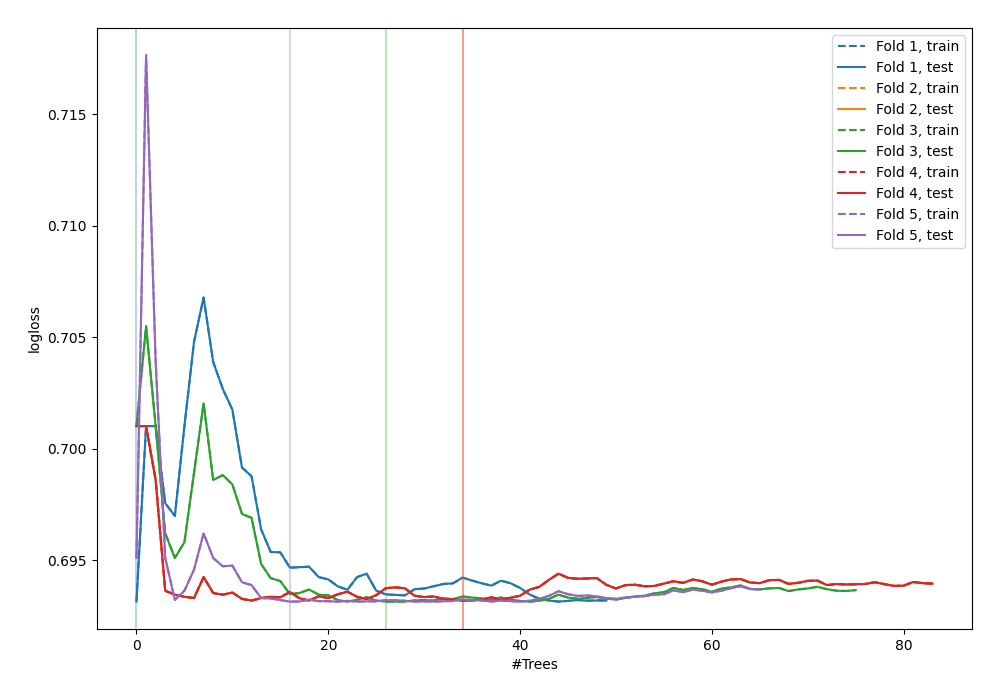 Fold 1, train
Fold 1, test
Fold 2, train
Fold 2, test
Fold 3, train
Fold 3, test
Fold 4, train
Fold 4, test
Fold 5, train
Fold 5, test
0.715
0.710
0.705
0.700
0.695
logloss
0 20 40 60 80
#Trees